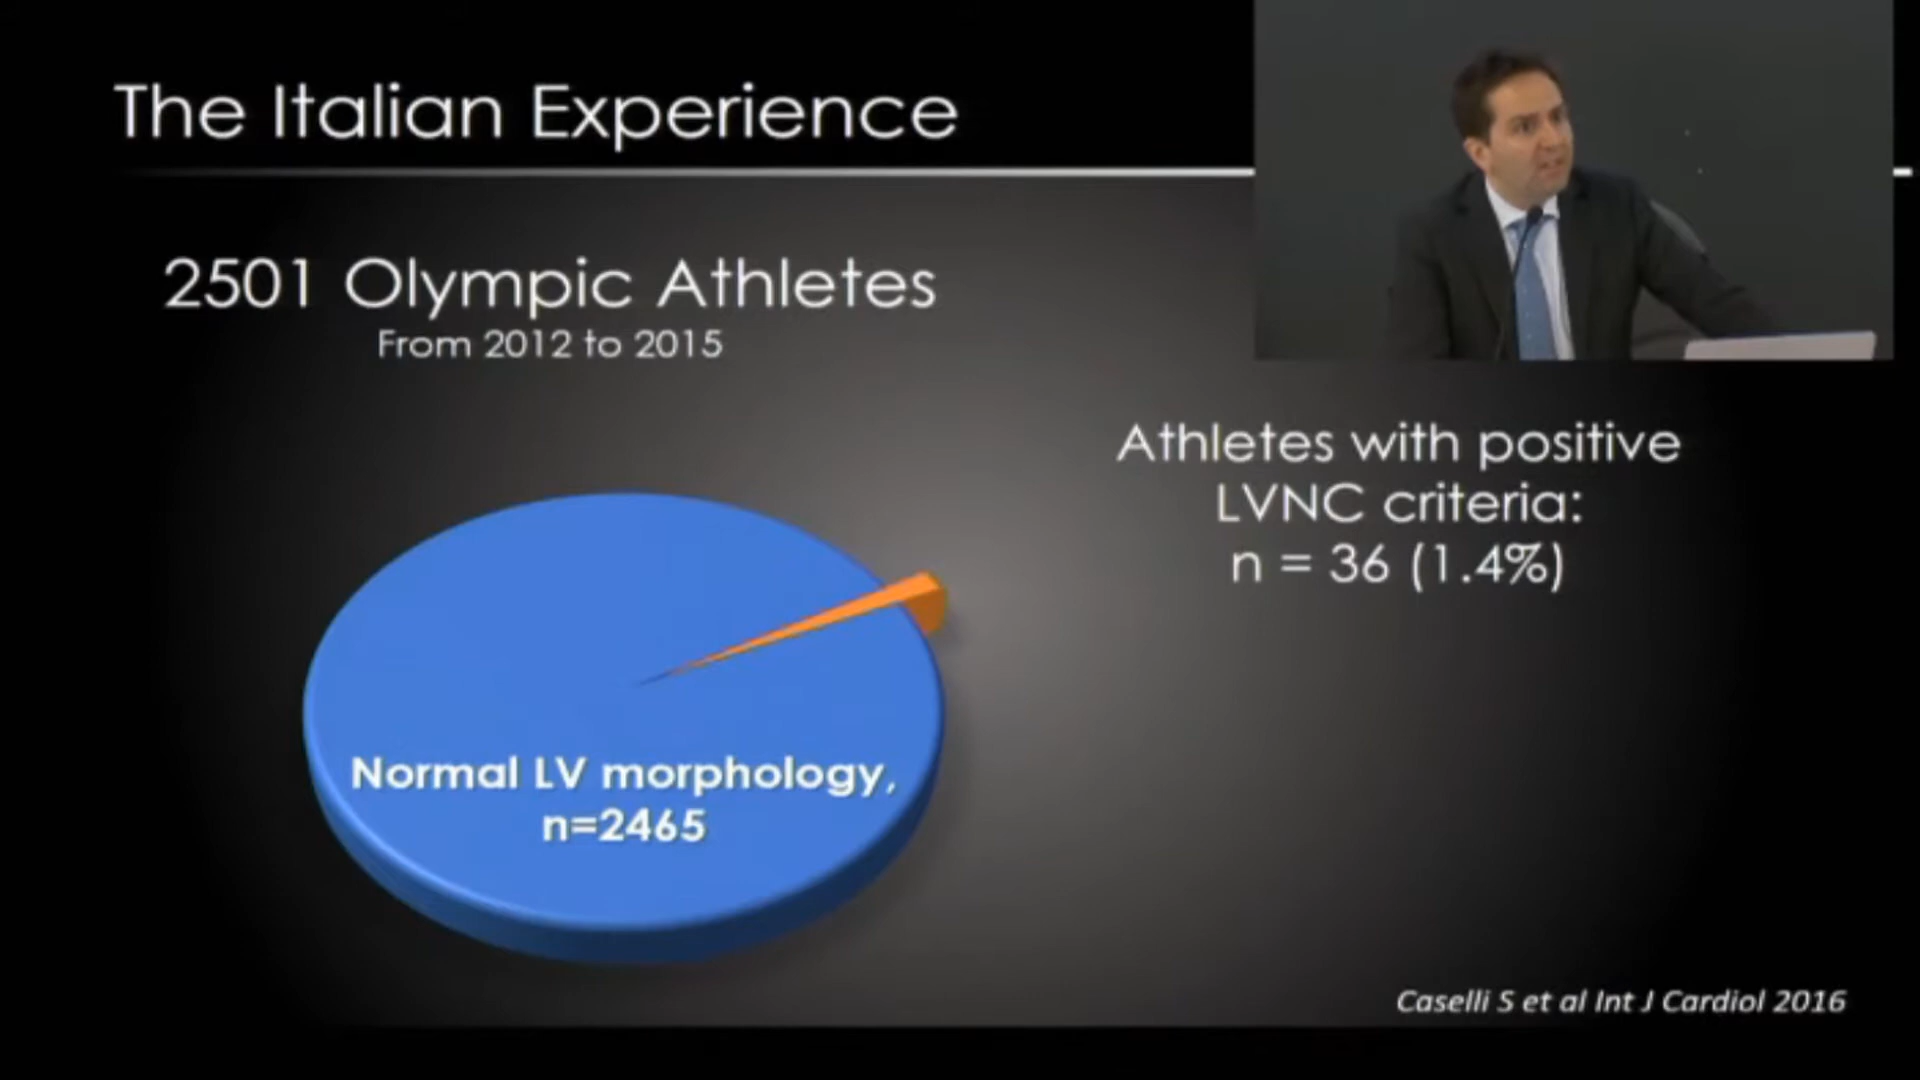 The Italian Experience
2501 Olympic Athletes
From 2012 to 2015
Athletes with positive
LVNC criteria:
n = 36 (1.4%)
Normal LV morphology,
n=2465
Caselli S et al Int J Cardiol 2016